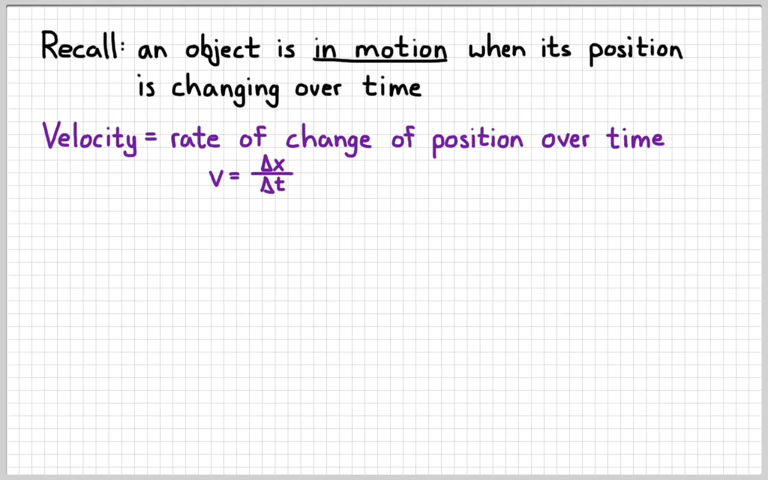 Recall: an object is in motion when its position
is changing over time
Velocity = rate of change of position over time
v = Δx/Δt